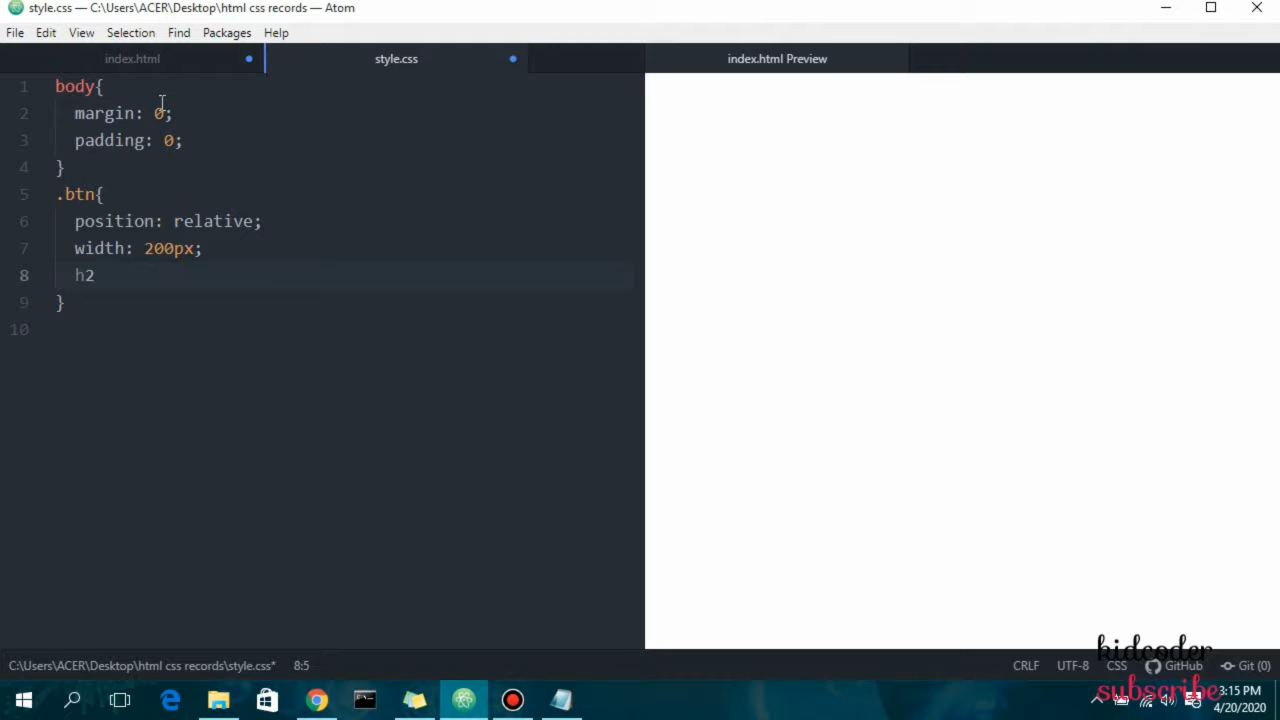 style.css — C:\Users\ACER\Desktop\html css records — Atom
File Edit View Selection Find Packages Help
index.html style.css index.html Preview
1 body{
2 margin: 0;
3 padding: 0;
4 }
5 .btn{
6 position: relative;
7 width: 200px;
8 h2
9 }
10
C:\Users\ACER\Desktop\html css records\style.css* 8:5 CRLF UTF-8 CSS GitHub Git (0)
kidcoder
subscribe
3:15 PM
4/20/2020